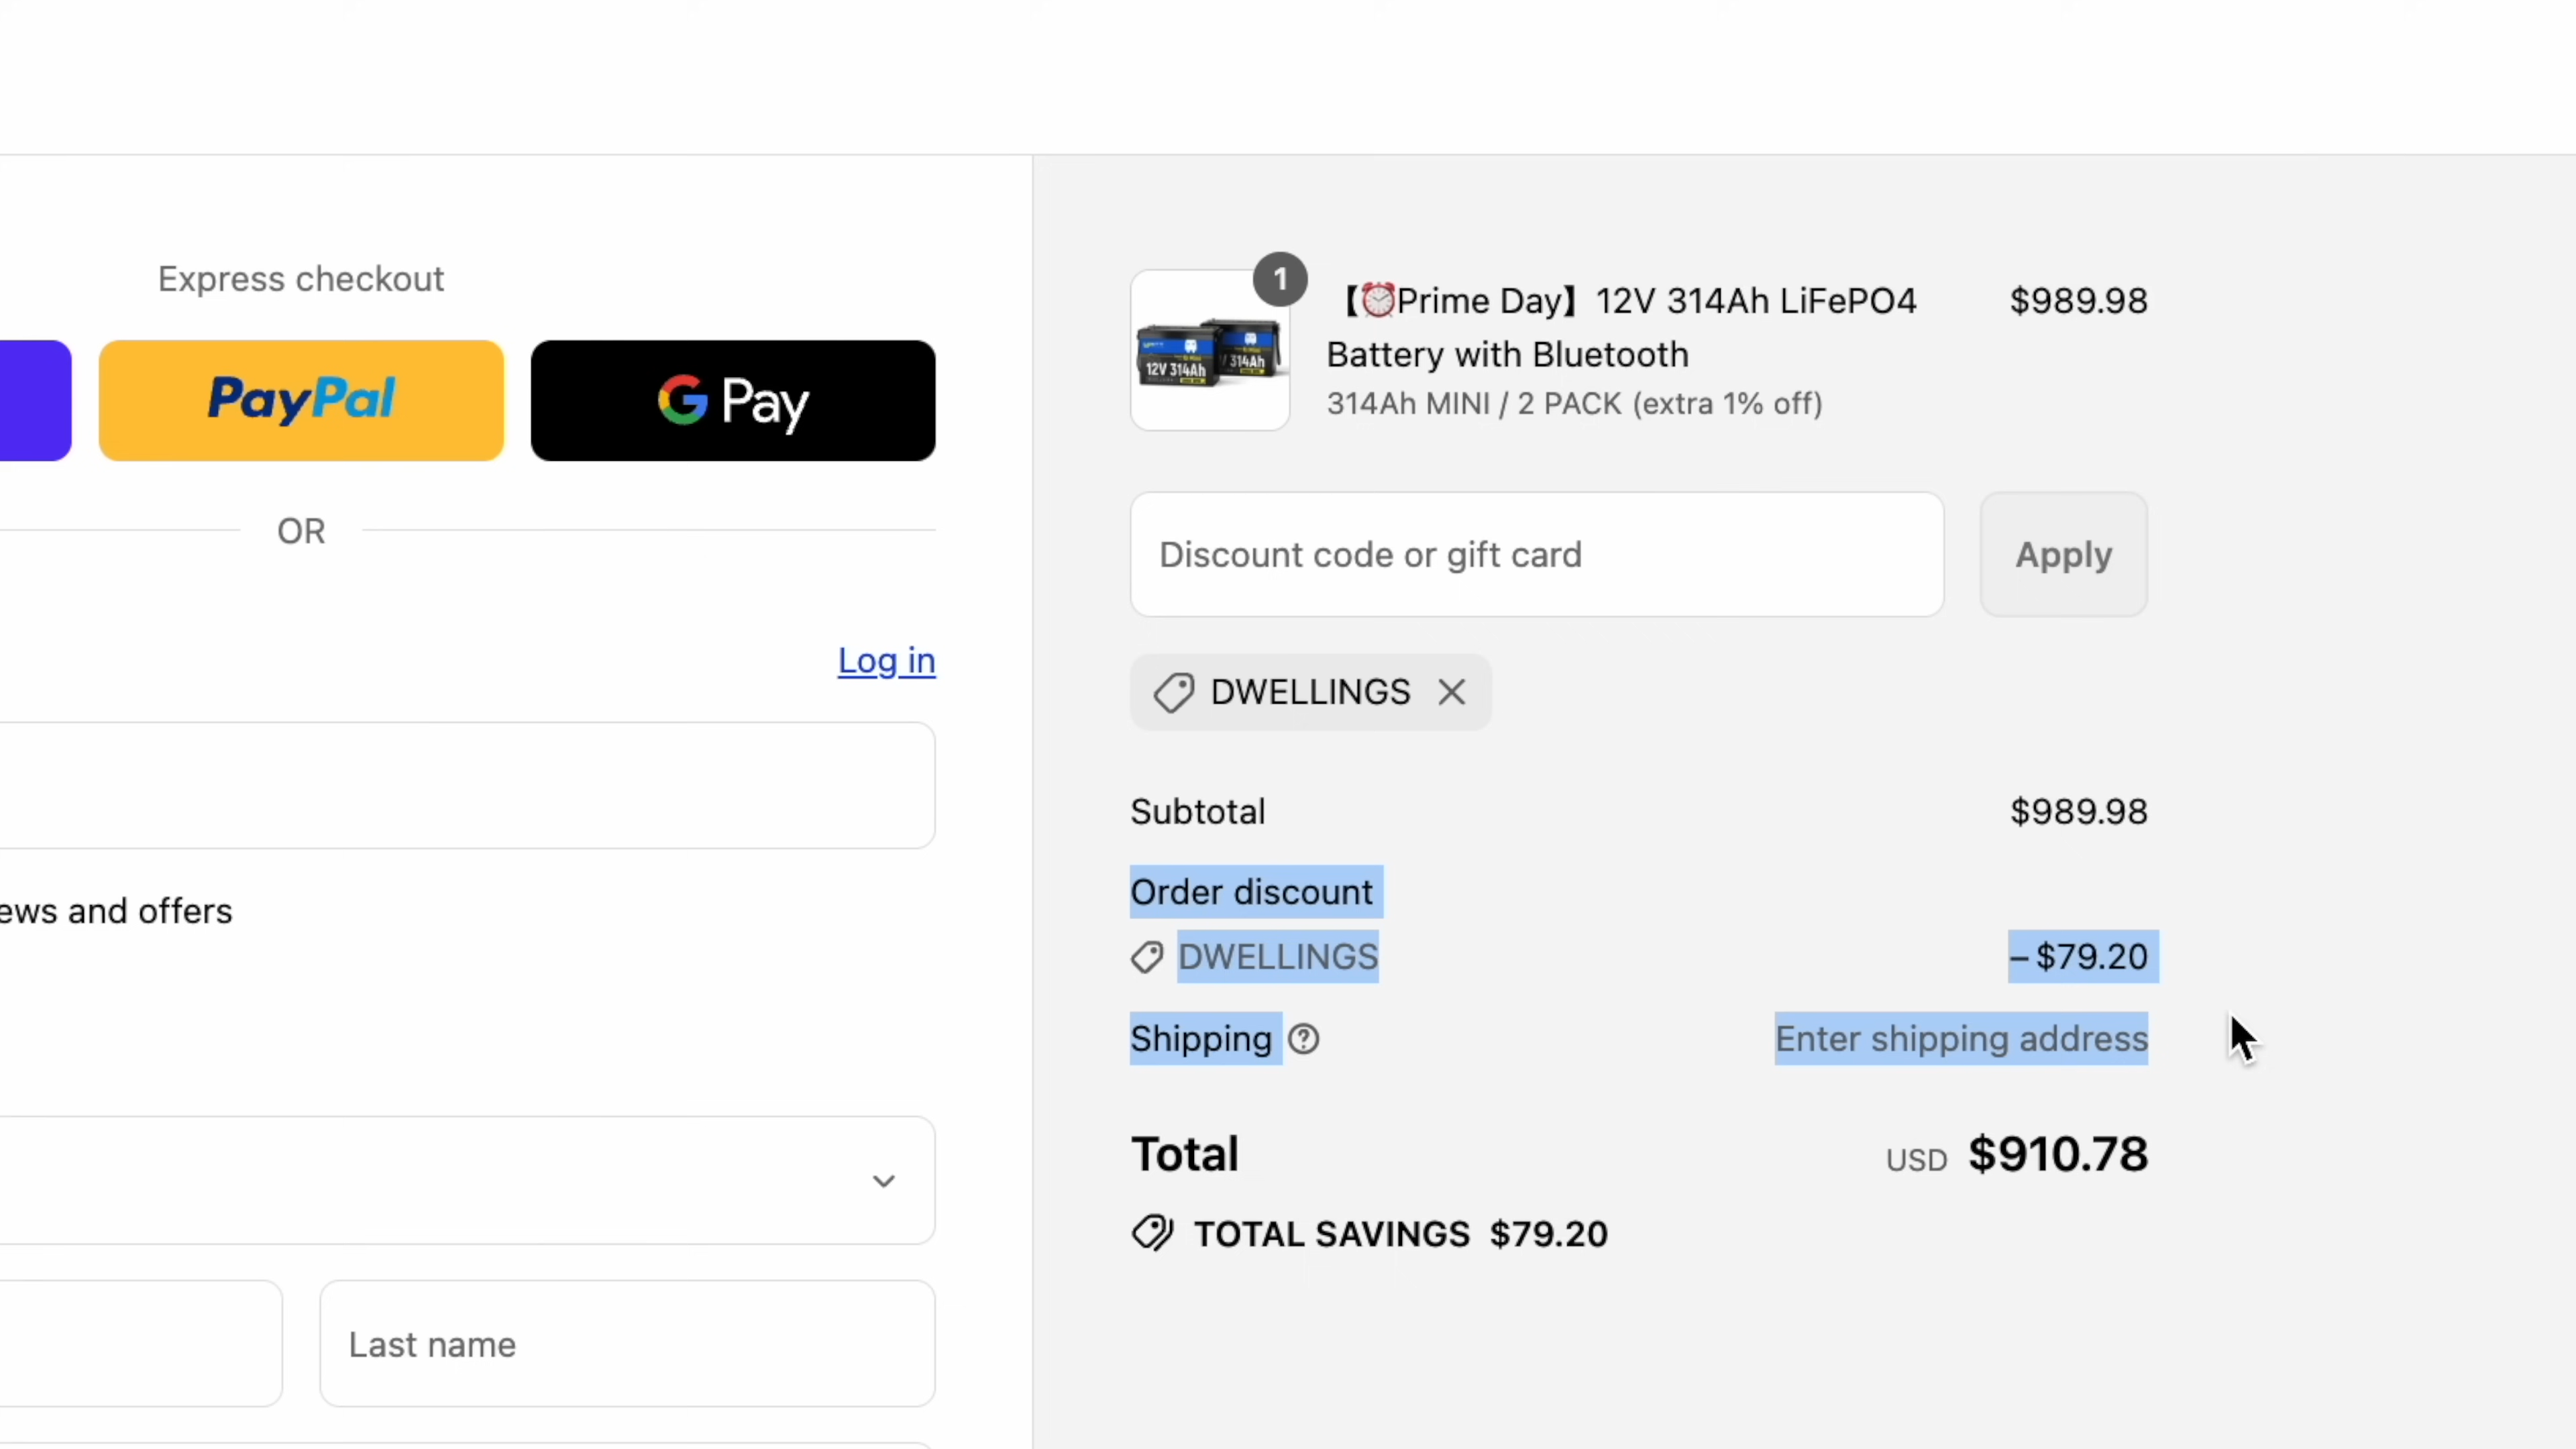 Express checkout
PayPal
G Pay
OR
Log in
ews and offers
Last name
1
【⏰Prime Day】12V 314Ah LiFePO4
Battery with Bluetooth
314Ah MINI / 2 PACK (extra 1% off)
$989.98
12V 314Ah
314Ah
Discount code or gift card
Apply
DWELLINGS
Subtotal $989.98
Order discount
DWELLINGS – $79.20
Shipping Enter shipping address
Total USD $910.78
TOTAL SAVINGS $79.20